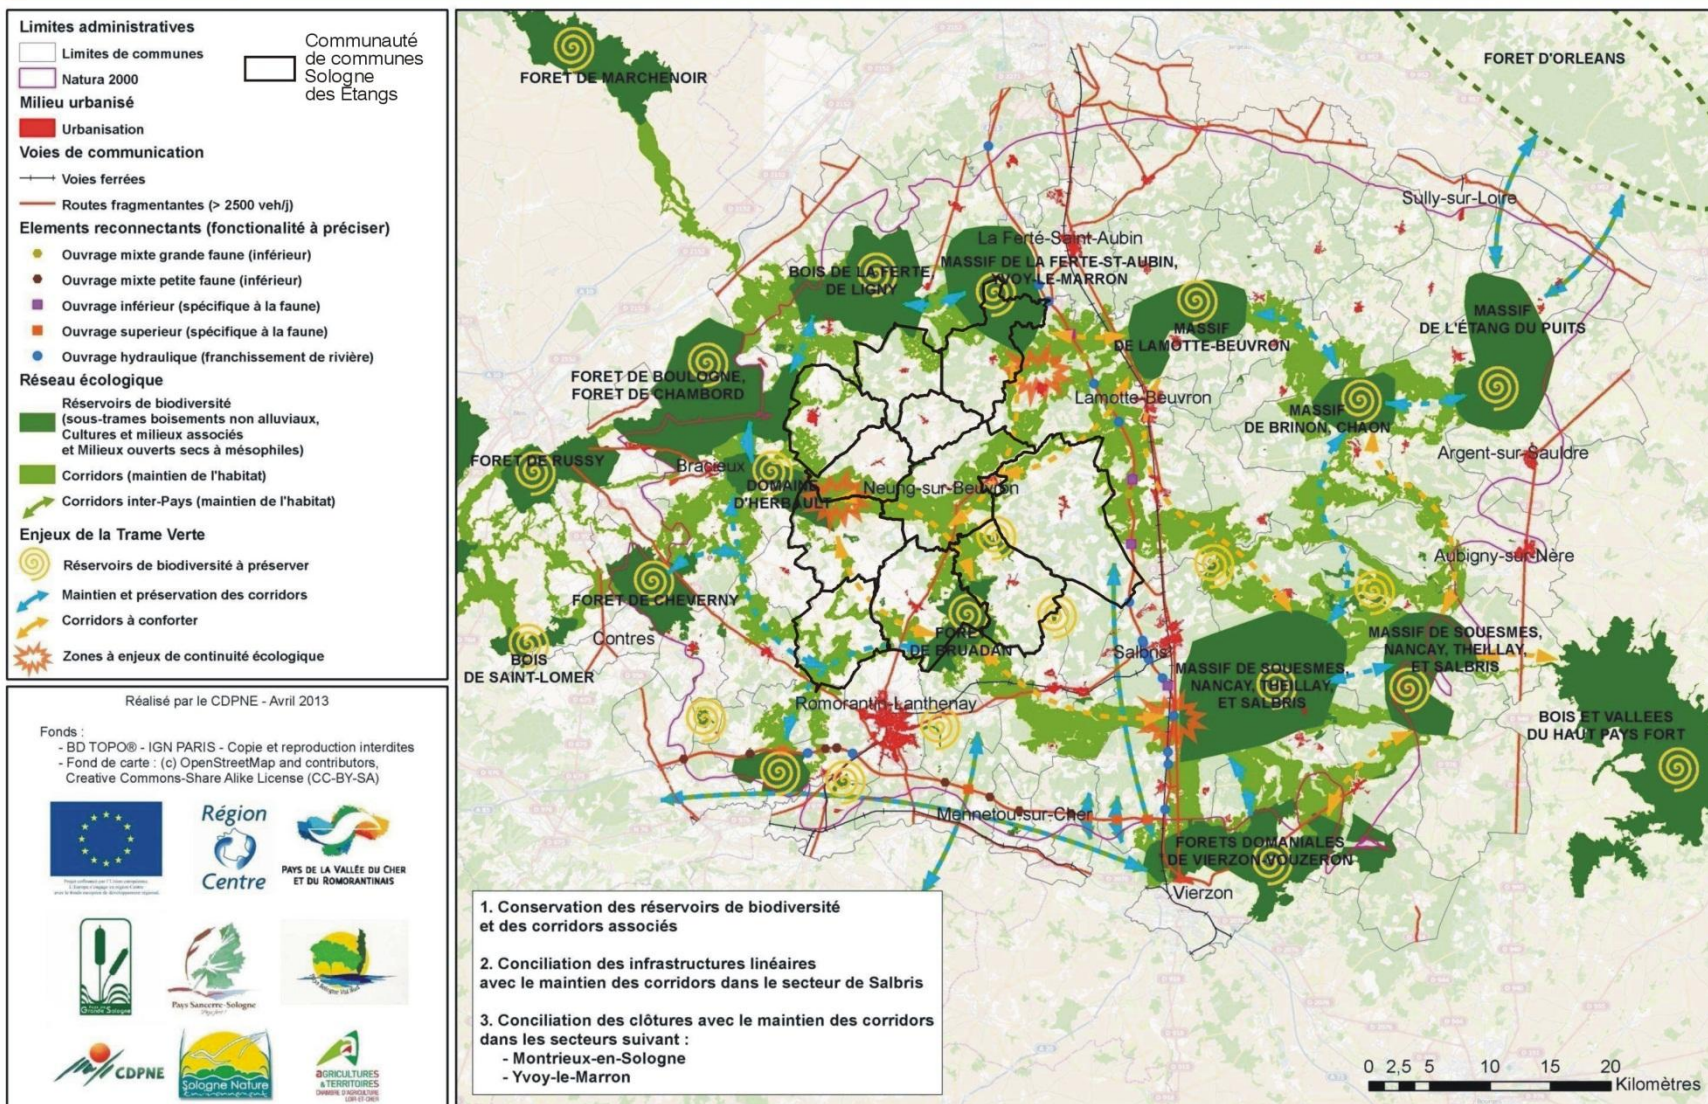 Limites administratives
Limites de communes
Natura 2000
Communauté
de communes
Sologne
des Etangs
Milieu urbanisé
Urbanisation
Voies de communication
Voies ferrées
Routes fragmentantes (> 2500 veh/j)
Elements reconnectants (fonctionalité à préciser)
Ouvrage mixte grande faune (inférieur)
Ouvrage mixte petite faune (inférieur)
Ouvrage inférieur (spécifique à la faune)
Ouvrage superieur (spécifique à la faune)
Ouvrage hydraulique (franchissement de rivière)
Réseau écologique
Réservoirs de biodiversité
(sous-trames boisements non alluviaux,
Cultures et milieux associés
et Milieux ouverts secs à mésophiles)
Corridors (maintien de l'habitat)
Corridors inter-Pays (maintien de l'habitat)
Enjeux de la Trame Verte
Réservoirs de biodiversité à préserver
Maintien et préservation des corridors
Corridors à conforter
Zones à enjeux de continuité écologique
Réalisé par le CDPNE - Avril 2013
Fonds :
- BD TOPO® - IGN PARIS - Copie et reproduction interdites
- Fond de carte : (c) OpenStreetMap and contributors,
Creative Commons-Share Alike License (CC-BY-SA)
Région
Centre
PAYS DE LA VALLÉE DU CHER
ET DU ROMORANTINAIS
Grande Sologne
Pays Sancerre-Sologne
CDPNE
Sologne Nature
Environnement
AGRICULTURES
& TERRITOIRES
CHAMBRE D'AGRICULTURE
LOIR-ET-CHER
FORET DE MARCHENOIR
FORET D'ORLEANS
Sully-sur-Loire
La Ferté-Saint-Aubin
MASSIF DE LA FERTE-ST-AUBIN,
YVOY-LE-MARRON
BOIS DE LA FERTE,
DE LIGNY
MASSIF
DE L'ÉTANG DU PUITS
MASSIF
DE LAMOTTE-BEUVRON
FORET DE BOULOGNE,
FORET DE CHAMBORD
Lamotte-Beuvron
MASSIF
DE BRINON, CHAON
Argent-sur-Sauldre
FORET DE RUSSY
Bracieux
DOMAINE
D'HERBAULT
Neung-sur-Beuvron
Aubigny-sur-Nère
FORET DE CHEVERNY
Contres
BOIS
DE SAINT-LOMER
FORET
DE BRUADAN
Salbris
MASSIF DE SOUESMES,
NANCAY, THEILLAY,
ET SALBRIS
MASSIF DE SOUESMES,
NANCAY, THEILLAY,
ET SALBRIS
Romorantin-Lanthenay
BOIS ET VALLEES
DU HAUT PAYS FORT
Mennetou-sur-Cher
FORETS DOMANIALES
DE VIERZON-VOUZERON
Vierzon
1. Conservation des réservoirs de biodiversité
et des corridors associés
2. Conciliation des infrastructures linéaires
avec le maintien des corridors dans le secteur de Salbris
3. Conciliation des clôtures avec le maintien des corridors
dans les secteurs suivant :
- Montrieux-en-Sologne
- Yvoy-le-Marron
0 2,5 5 10 15 20
Kilomètres